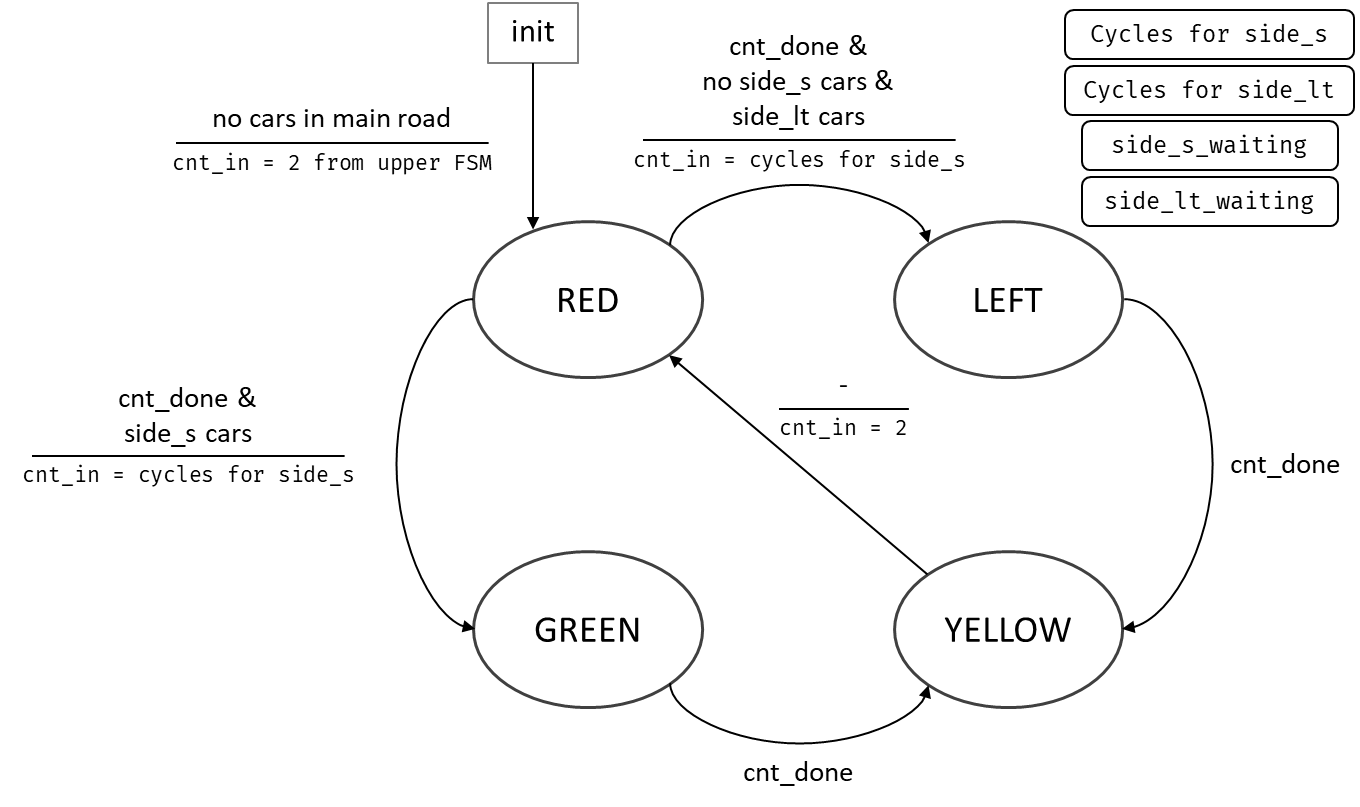 init
cnt_done &
no side_s cars &
side_lt cars
cnt_in = cycles for side_s
Cycles for side_s
Cycles for side_lt
side_s_waiting
side_lt_waiting
no cars in main road
cnt_in = 2 from upper FSM
RED
LEFT
cnt_done &
side_s cars
cnt_in = cycles for side_s
-
cnt_in = 2
cnt_done
GREEN
YELLOW
cnt_done